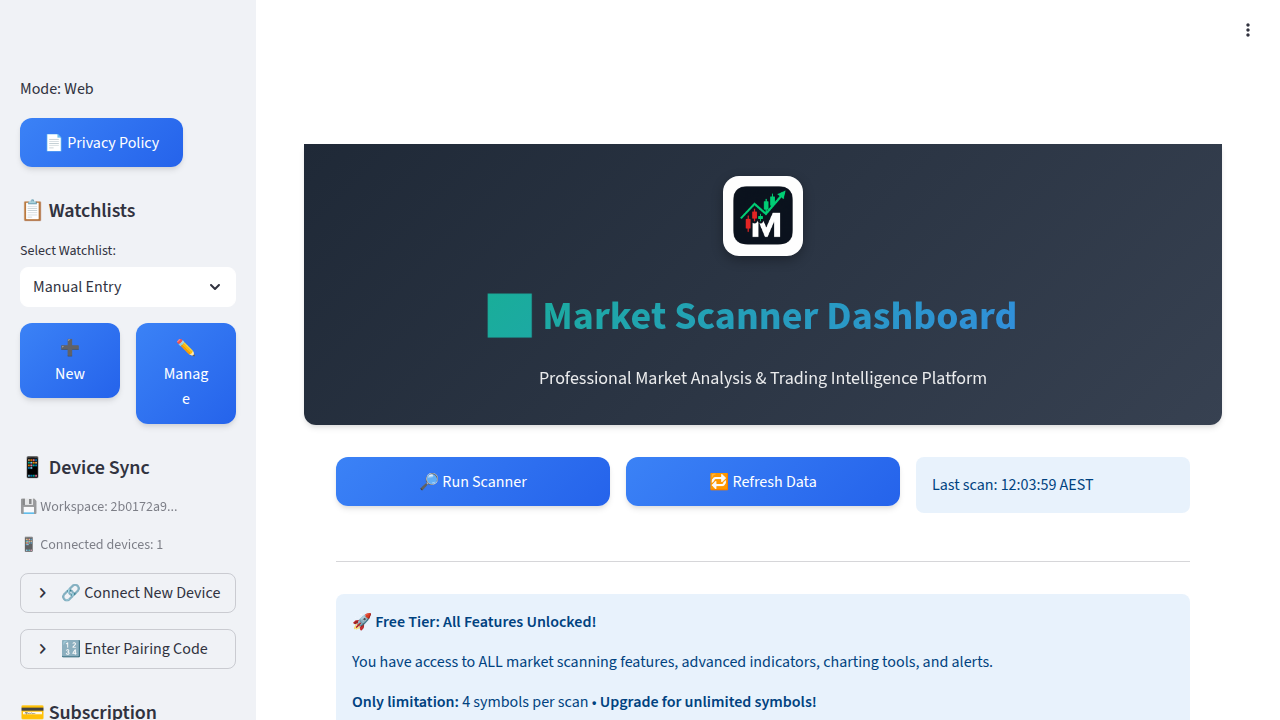 Mode: Web
📄 Privacy Policy
📋 Watchlists
Select Watchlist:
Manual Entry
➕
New
✏️
Manag
e
📱 Device Sync
💾 Workspace: 2b0172a9...
📱 Connected devices: 1
🔗 Connect New Device
🔢 Enter Pairing Code
💳 Subscription
M
Market Scanner Dashboard
Professional Market Analysis & Trading Intelligence Platform
🔎 Run Scanner
🔁 Refresh Data
Last scan: 12:03:59 AEST
🚀 Free Tier: All Features Unlocked!
You have access to ALL market scanning features, advanced indicators, charting tools, and alerts.
Only limitation: 4 symbols per scan • Upgrade for unlimited symbols!